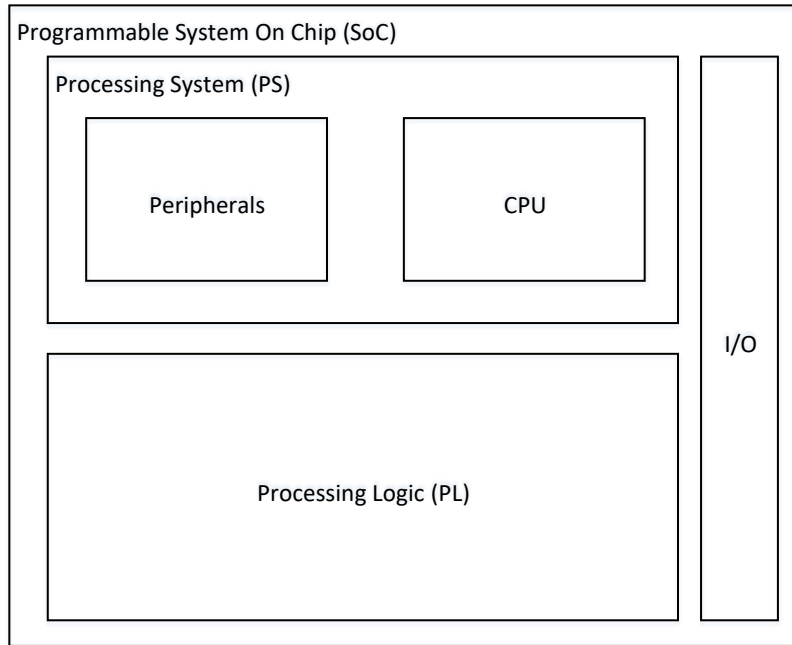 Programmable System On Chip (SoC)
Processing System (PS)
Peripherals
CPU
I/O
Processing Logic (PL)